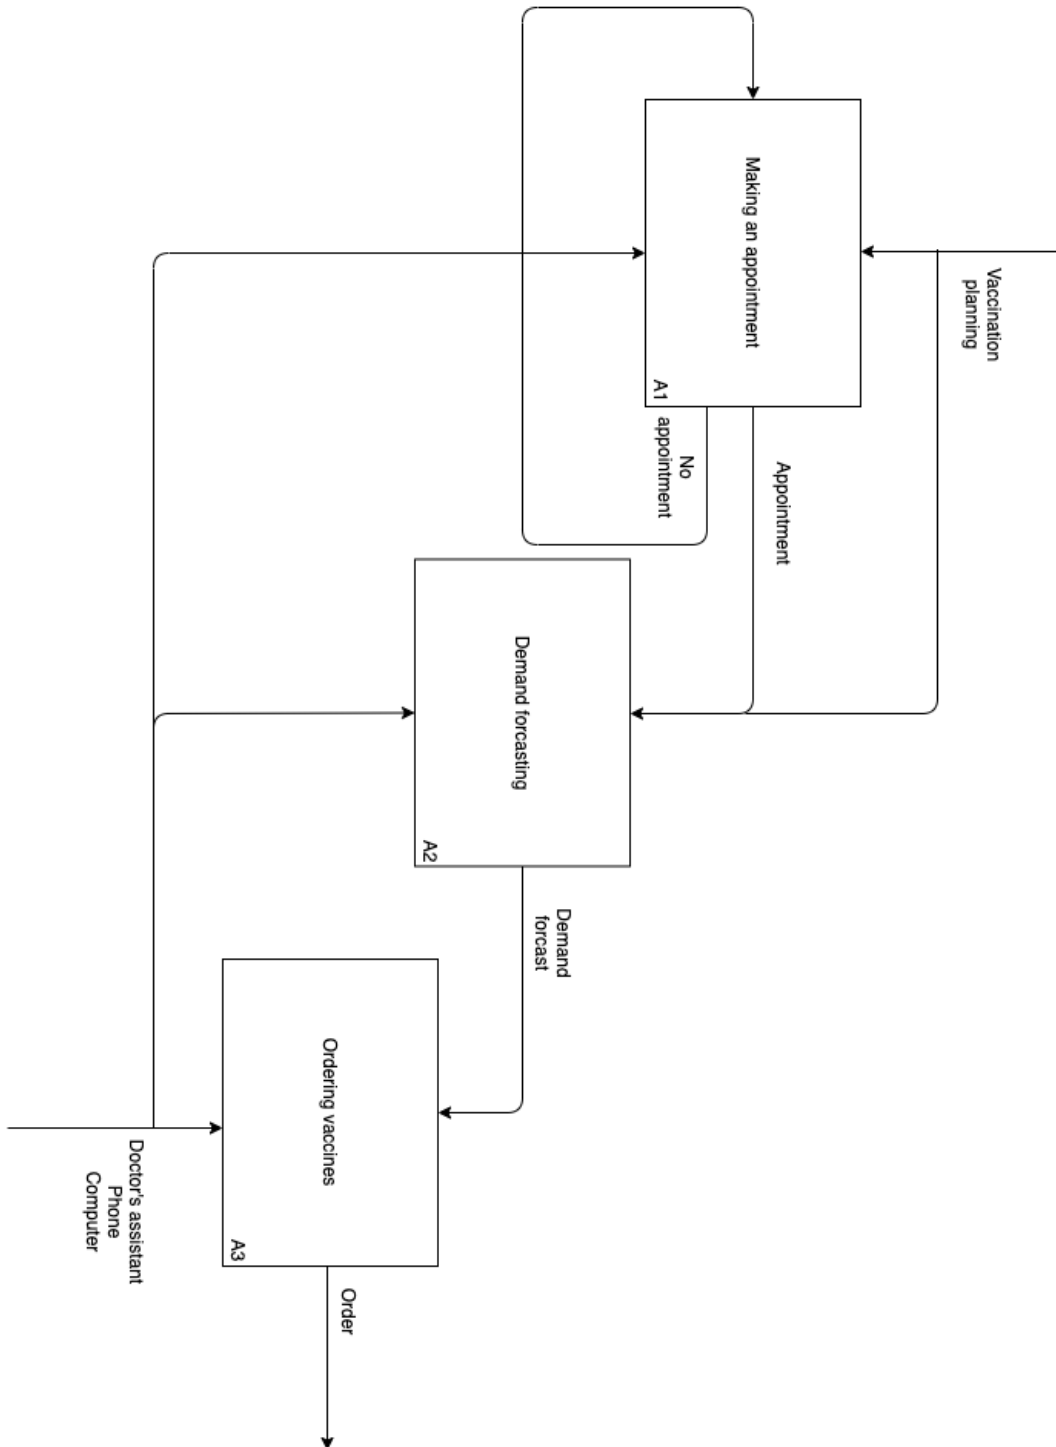 Vaccination
planning
Making an appointment
A1
Appointment
No
appointment
Demand forcasting
A2
Demand
forcast
Ordering vaccines
A3
Order
Doctor's assistant
Phone
Computer